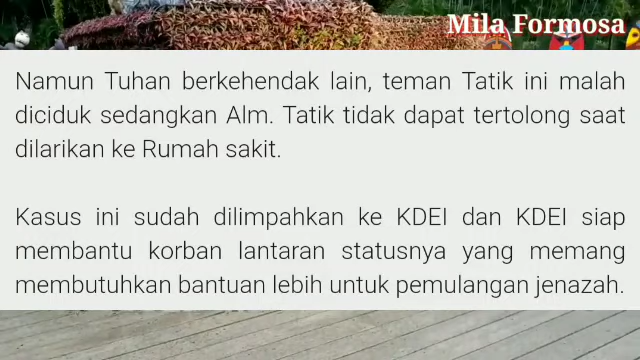 Mila Formosa
Namun Tuhan berkehendak lain, teman Tatik ini malah
diciduk sedangkan Alm. Tatik tidak dapat tertolong saat
dilarikan ke Rumah sakit.
Kasus ini sudah dilimpahkan ke KDEI dan KDEI siap
membantu korban lantaran statusnya yang memang
membutuhkan bantuan lebih untuk pemulangan jenazah.